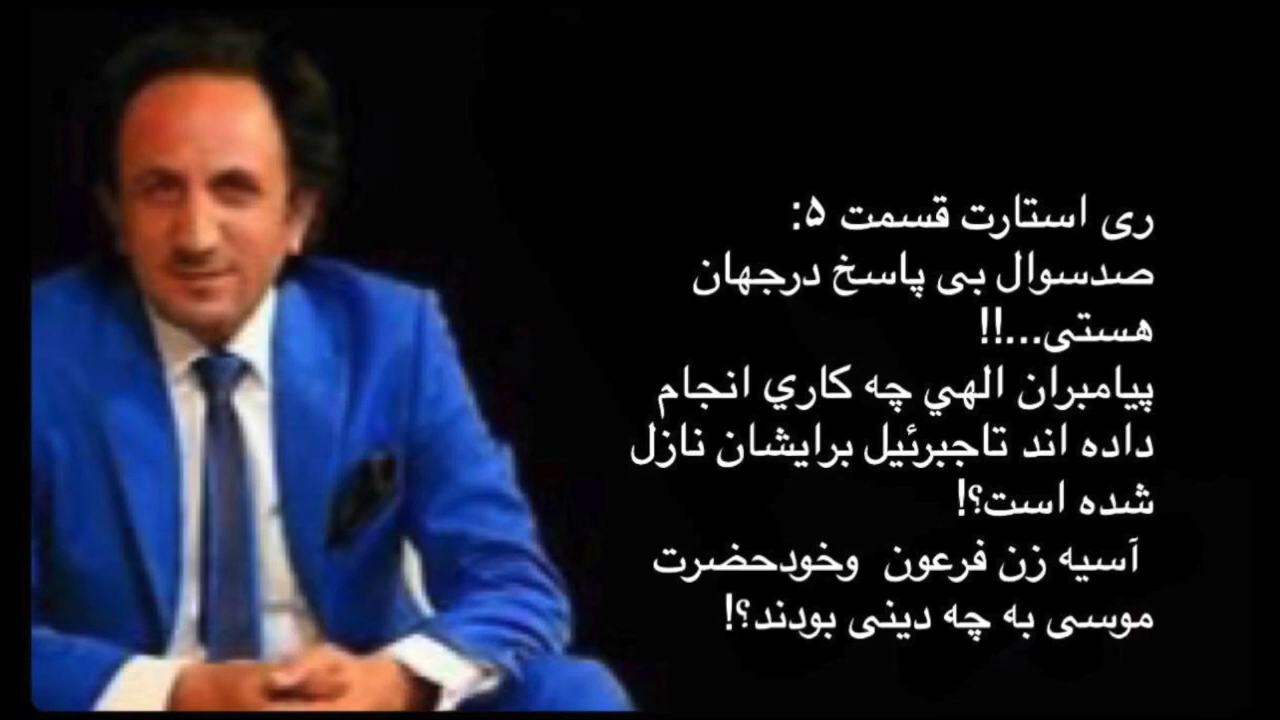 ری استارت قسمت ۵:
صدسوال بی پاسخ درجهان
هستی...!!
پیامبران الهي چه كاري انجام
داده اند تاجبرئیل برایشان نازل
شده است؟!
آسیه زن فرعون وخودحضرت
موسی به چه دینی بودند؟!